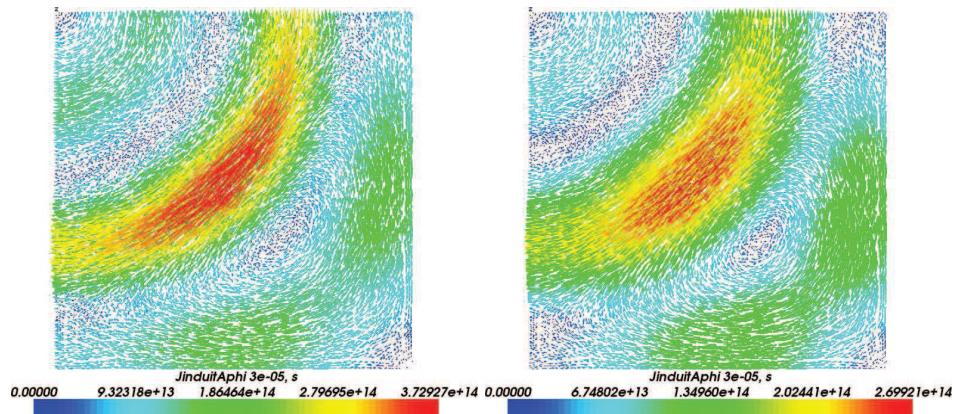 JinduitAphi 3e-05, s
0.00000 9.32318e+13 1.86464e+14 2.79695e+14 3.72927e+14
JinduitAphi 3e-05, s
0.00000 6.74802e+13 1.34960e+14 2.02441e+14 2.69921e+14